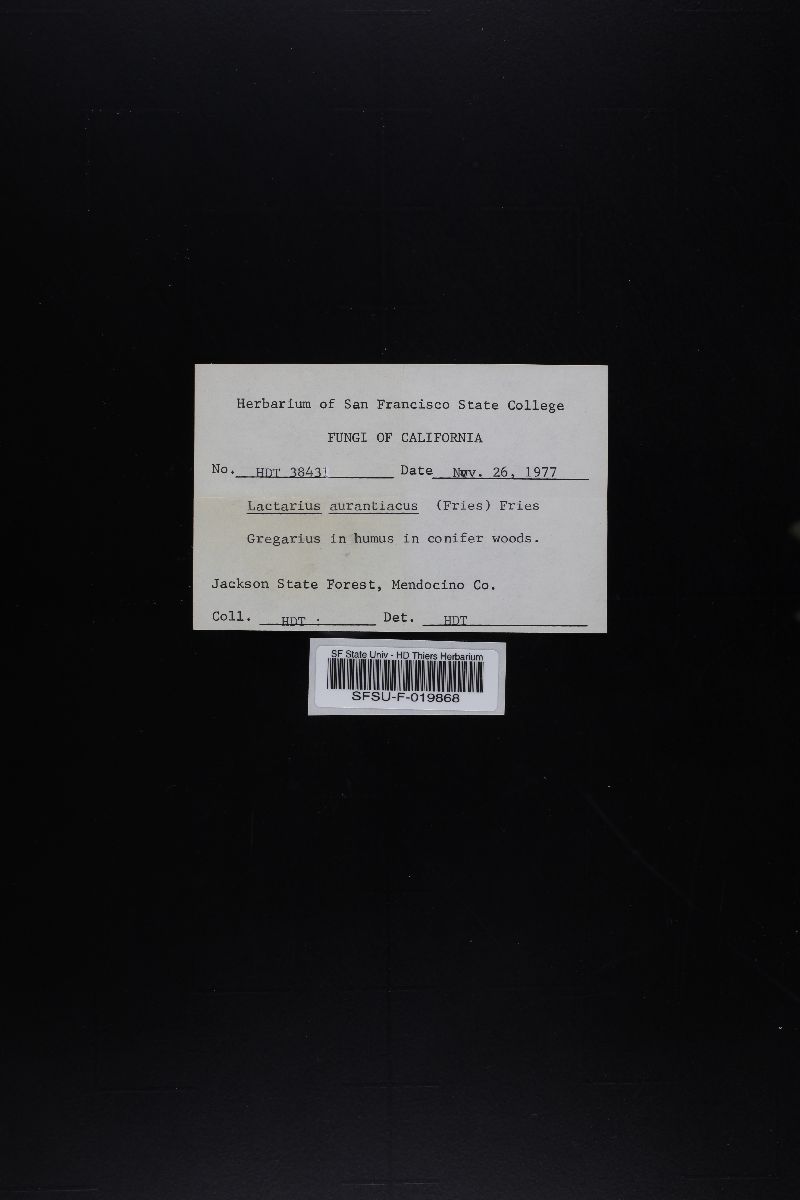 Herbarium of San Francisco State College
FUNGI OF CALIFORNIA
No. HDT 38431 Date Nov. 26, 1977
Lactarius aurantiacus (Fries) Fries
Gregarius in humus in conifer woods.
Jackson State Forest, Mendocino Co.
Coll. HDT Det. HDT
SF State Univ - HD Thiers Herbarium
SFSU-F-019868